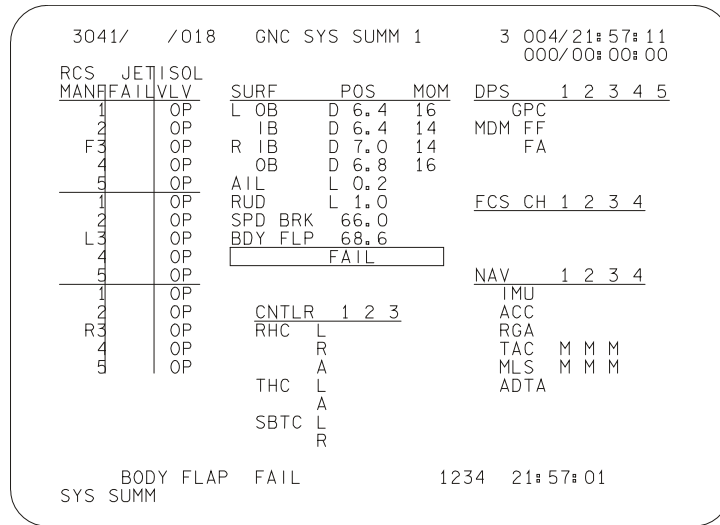 3041/ /018 GNC SYS SUMM 1 3 004/21:57:11
000/00:00:00
RCS JET ISOL
MANF FAIL VLV
1 OP
2 OP
F3 OP
4 OP
5 OP
1 OP
2 OP
L3 OP
4 OP
5 OP
1 OP
2 OP
R3 OP
4 OP
5 OP
SURF POS MOM
L OB D 6.4 16
IB D 6.4 14
R IB D 7.0 14
OB D 6.8 16
AIL L 0.2
RUD L 1.0
SPD BRK 66.0
BDY FLP 68.6
FAIL
CNTLR 1 2 3
RHC L
R
A
THC L
A
SBTC L
R
DPS 1 2 3 4 5
GPC
MDM FF
FA
FCS CH 1 2 3 4
NAV 1 2 3 4
IMU
ACC
RGA
TAC M M M
MLS M M M
ADTA
BODY FLAP FAIL 1234 21:57:01
SYS SUMM